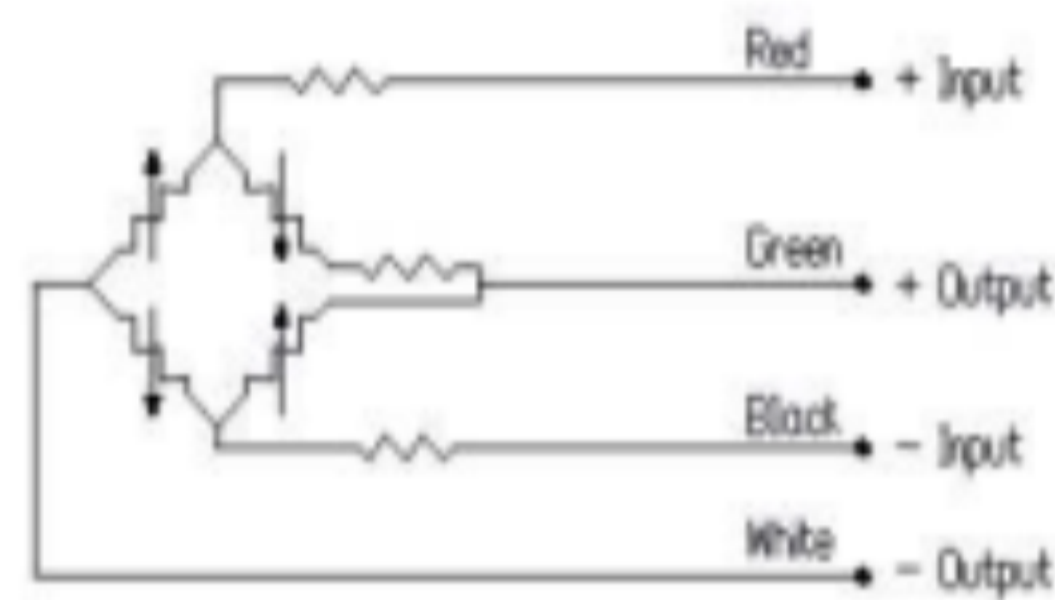 Red
+ Input
Green
+ Output
Black
- Input
White
- Output